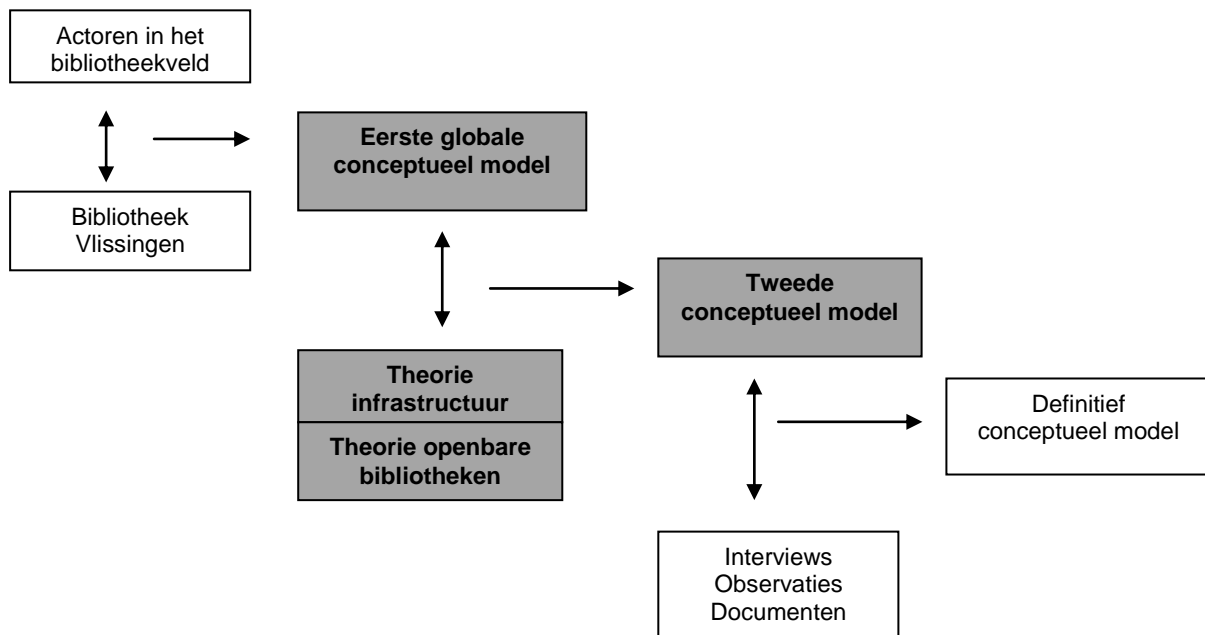 Actoren in het
bibliotheekveld
Bibliotheek
Vlissingen
Eerste globale
conceptueel model
Theorie
infrastructuur
Theorie openbare
bibliotheken
Tweede
conceptueel model
Interviews
Observaties
Documenten
Definitief
conceptueel model